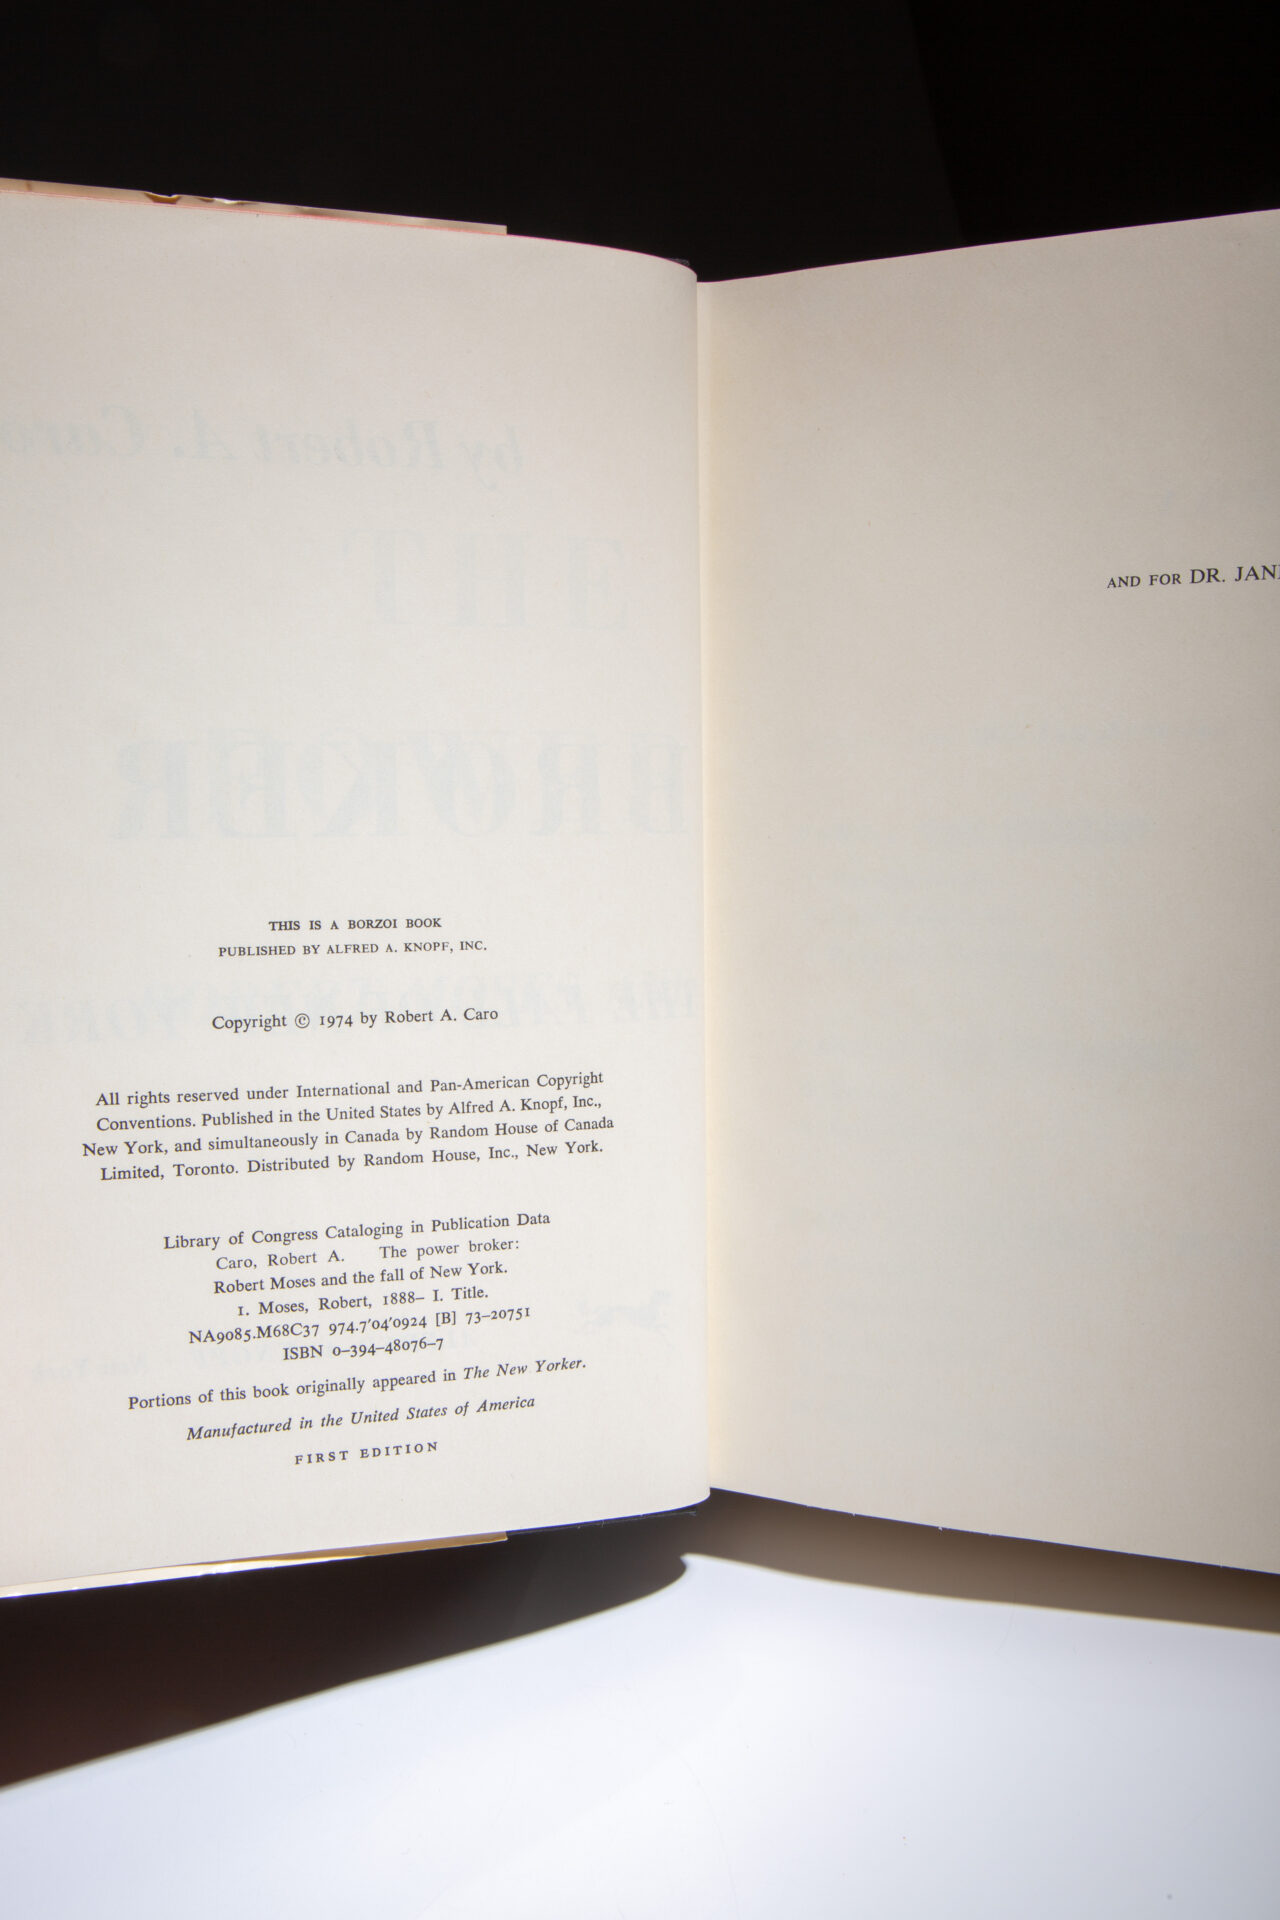 THIS IS A BORZOI BOOK
PUBLISHED BY ALFRED A. KNOPF, INC.
Copyright © 1974 by Robert A. Caro
All rights reserved under International and Pan-American Copyright
Conventions. Published in the United States by Alfred A. Knopf, Inc.,
New York, and simultaneously in Canada by Random House of Canada
Limited, Toronto. Distributed by Random House, Inc., New York.
Library of Congress Cataloging in Publication Data
Caro, Robert A. The power broker:
Robert Moses and the fall of New York.
1. Moses, Robert, 1888– I. Title.
NA9085.M68C37 974.7′04′0924 [B] 73–20751
ISBN 0–394–48076–7
Portions of this book originally appeared in The New Yorker.
Manufactured in the United States of America
FIRST EDITION
AND FOR DR.